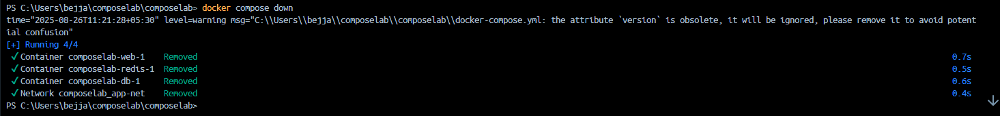 PS C:\Users\bejja\composelab\composelab> docker compose down
time="2025-08-26T11:21:28+05:30" level=warning msg="C:\\Users\\bejja\\composelab\\composelab\\docker-compose.yml: the attribute `version` is obsolete, it will be ignored, please remove it to avoid potent
ial confusion"
[+] Running 4/4
✔ Container composelab-web-1 Removed 0.7s
✔ Container composelab-redis-1 Removed 0.5s
✔ Container composelab-db-1 Removed 0.6s
✔ Network composelab_app-net Removed 0.4s
PS C:\Users\bejja\composelab\composelab>